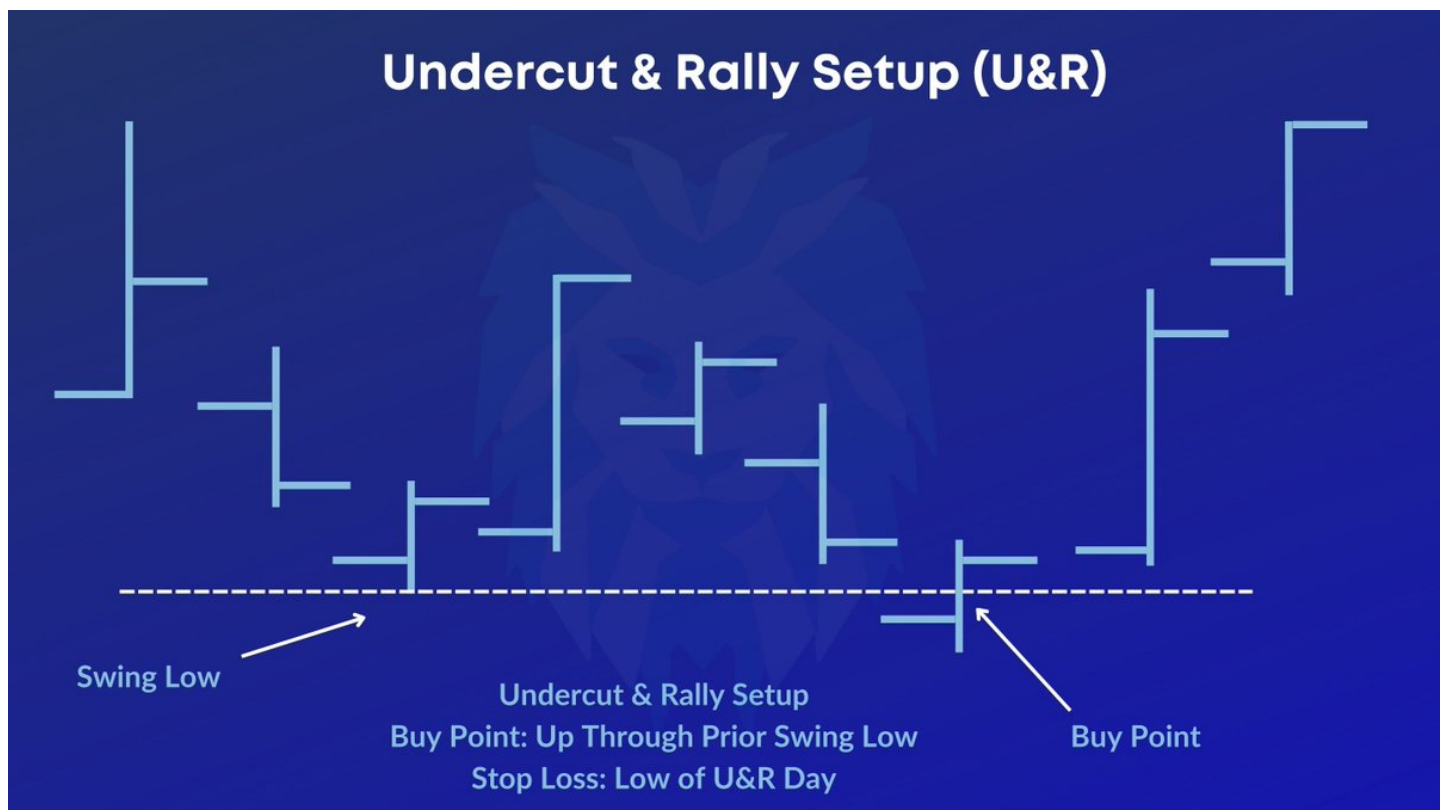 Undercut & Rally Setup (U&R)
Swing Low
Undercut & Rally Setup
Buy Point: Up Through Prior Swing Low
Stop Loss: Low of U&R Day
Buy Point